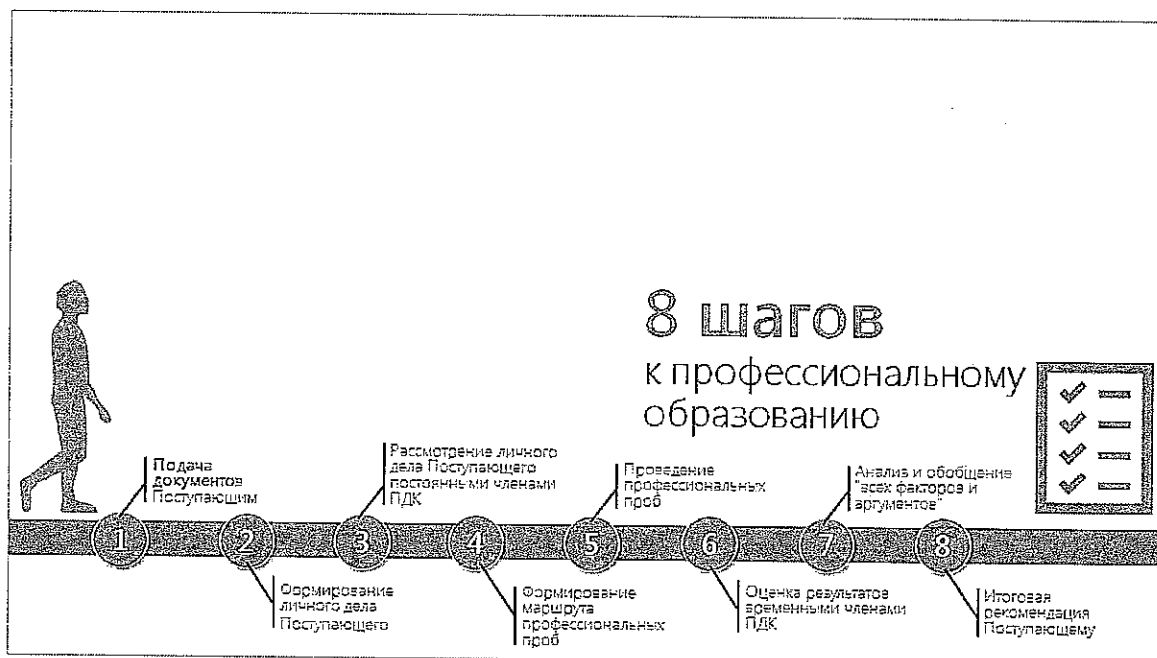 8 шагов
к профессиональному
образованию
1
Подача
документов
Поступающим
2
Формирование
личного дела
Поступающего
3
Рассмотрение личного
дела Поступающего
постоянными членами
ПДК
4
Формирование
маршрута
профессиональных
проб
5
Проведение
профессиональных
проб
6
Оценка результатов
временными членами
ПДК
7
Анализ и обобщение
"всех факторов и
аргументов"
8
Итоговая
рекомендация
Поступающему